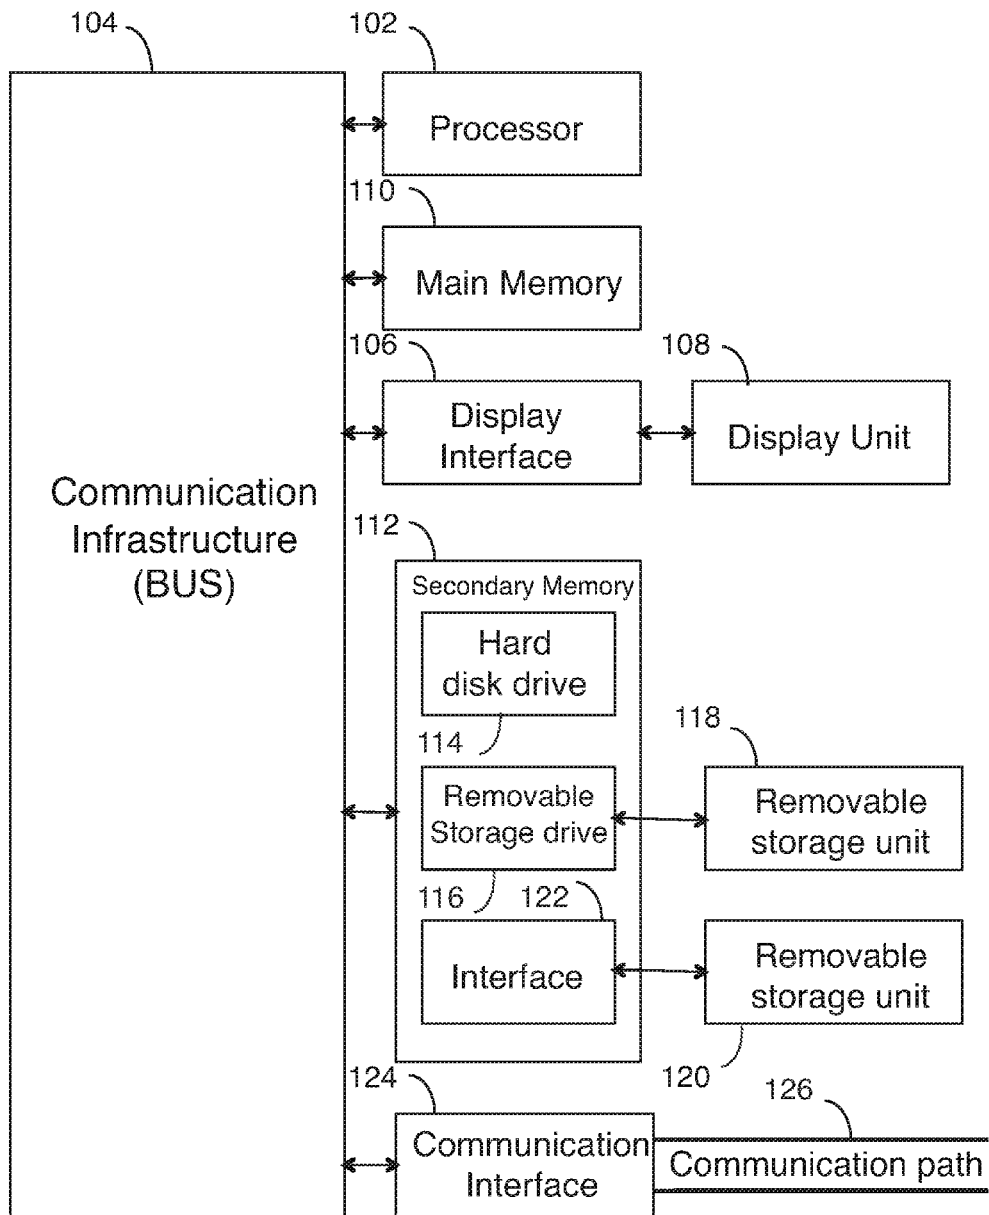 104
102
Processor
110
Main Memory
106
108
Display
Interface
Display Unit
Communication
Infrastructure
(BUS)
112
Secondary Memory
Hard
disk drive
114
118
Removable
Storage drive
Removable
storage unit
116
122
Interface
Removable
storage unit
120
124
126
Communication
Interface
Communication path